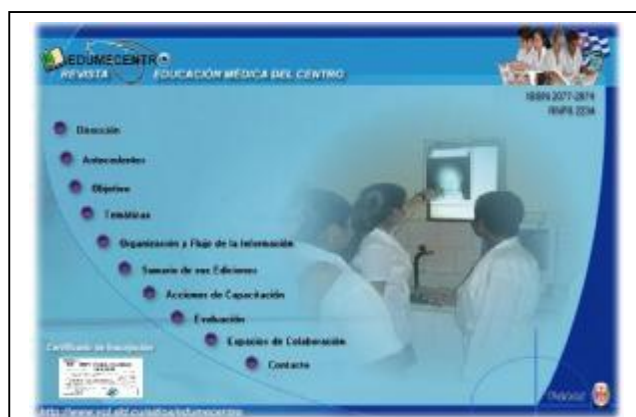 EDUMECENTRO
REVISTA EDUCACIÓN MÉDICA DEL CENTRO
ISSN 2077-2874
RNPS 2234
Dirección
Antecedentes
Objetivo
Temáticas
Organización y Flujo de la Información
Sumario de sus Ediciones
Acciones de Capacitación
Evaluación
Espacios de Colaboración
Contacto
Certificado de Inscripción